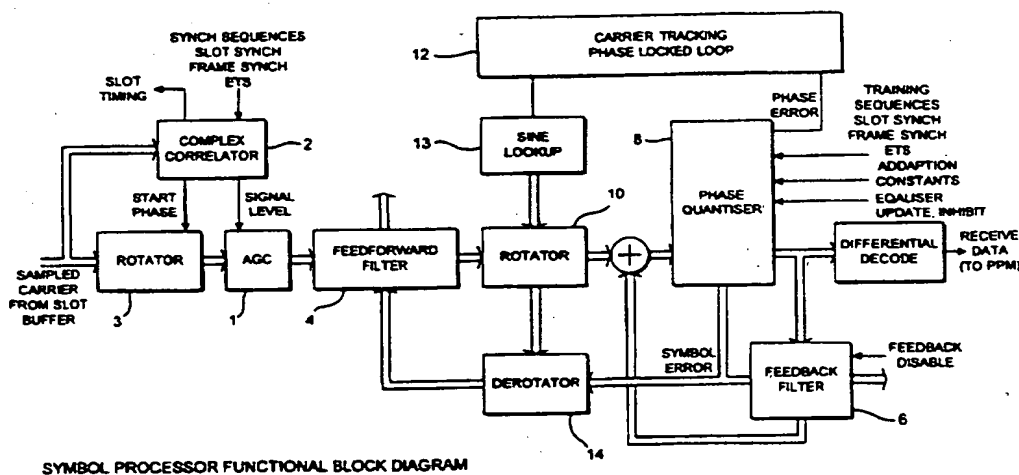 SYNCH SEQUENCES
SLOT SYNCH
FRAME SYNCH
ETS
SLOT
TIMING
COMPLEX
CORRELATOR
2
START
PHASE
SIGNAL
LEVEL
ROTATOR
3
AGC
1
SAMPLED
CARRIER
FROM SLOT
BUFFER
FEEDFORWARD
FILTER
4
12
CARRIER TRACKING
PHASE LOCKED LOOP
13
SINE
LOOKUP
10
ROTATOR
+
PHASE
ERROR
8
PHASE
QUANTISER
TRAINING
SEQUENCES
SLOT SYNCH
FRAME SYNCH
ETS
ADDAPTION
CONSTANTS
EQALISER
UPDATE, INHIBIT
DIFFERENTIAL
DECODE
RECEIVE
DATA
(TO PPM)
DEROTATOR
14
SYMBOL
ERROR
FEEDBACK
FILTER
6
FEEDBACK
DISABLE
SYMBOL PROCESSOR FUNCTIONAL BLOCK DIAGRAM